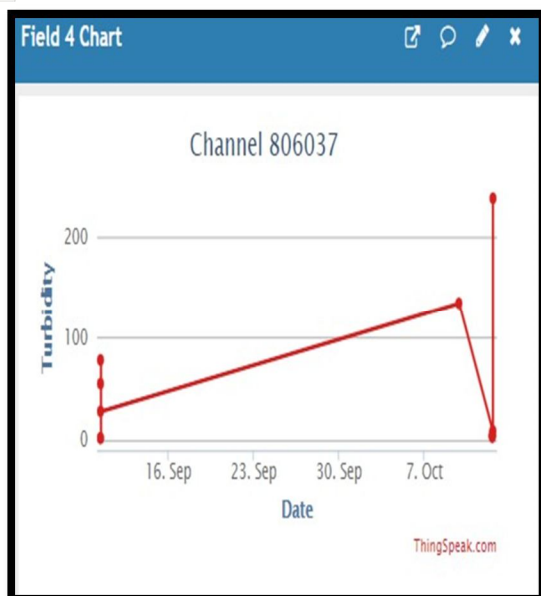 Field 4 Chart
Channel 806037
Turbidity
200
100
0
16. Sep 23. Sep 30. Sep 7. Oct
Date
ThingSpeak.com